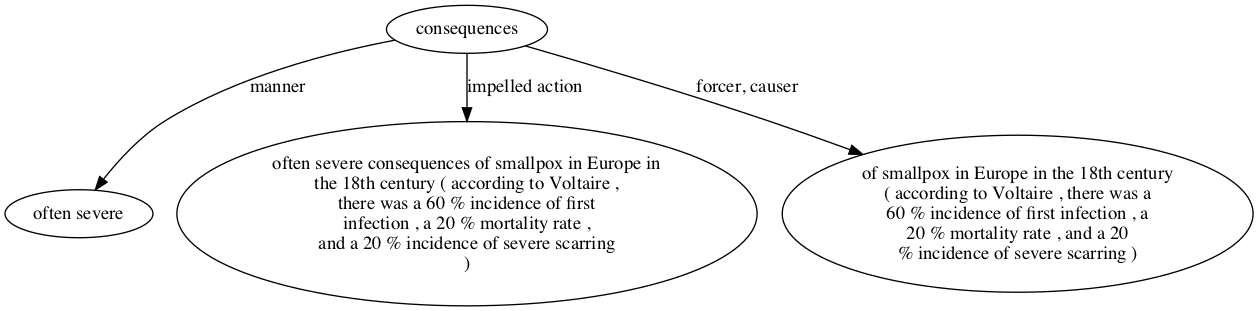 consequences
manner
impelled action
forcer, causer
often severe
often severe consequences of smallpox in Europe in
the 18th century ( according to Voltaire ,
there was a 60 % incidence of first
infection , a 20 % mortality rate ,
and a 20 % incidence of severe scarring
)
of smallpox in Europe in the 18th century
( according to Voltaire , there was a
60 % incidence of first infection , a
20 % mortality rate , and a 20
% incidence of severe scarring )